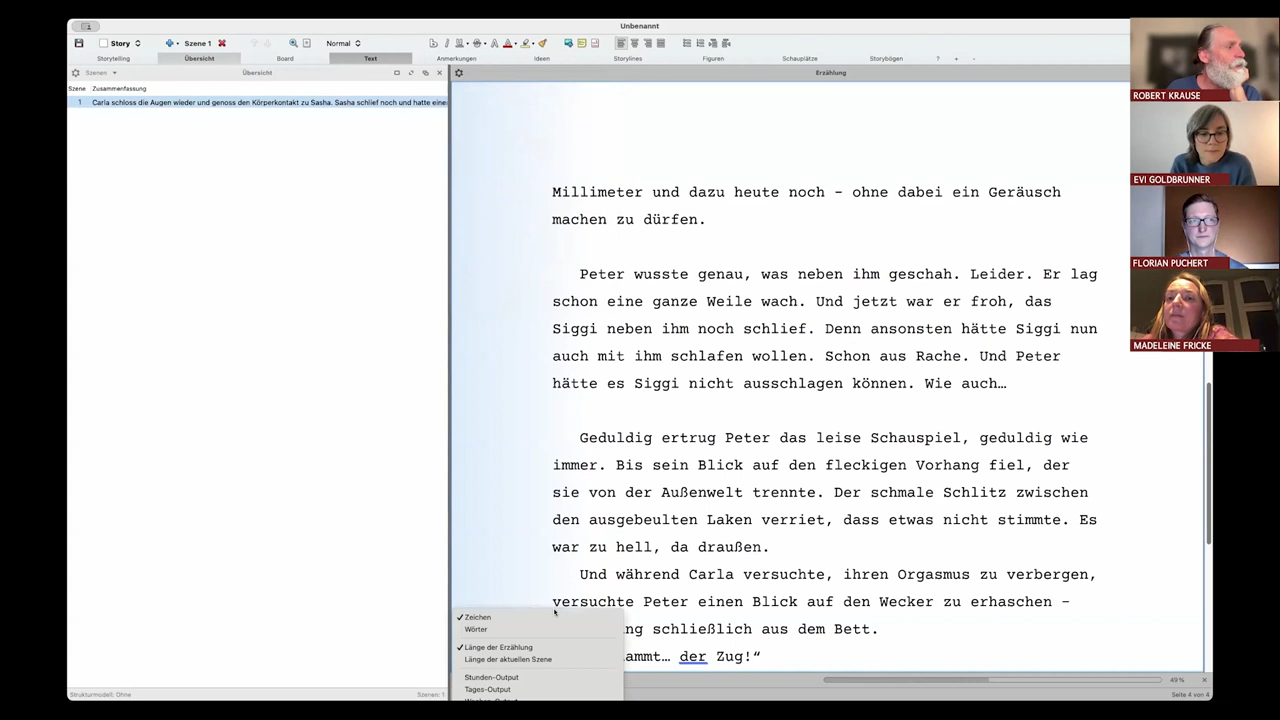 Unbenannt
Story
Szene 1
Normal
Storytelling
Übersicht
Board
Text
Anmerkungen
Ideen
Storylines
Figuren
Schauplätze
Storybögen
?
+
-
Szenen
Übersicht
Erzählung
Szene Zusammenfassung
1 Carla schloss die Augen wieder und genoss den Körperkontakt zu Sasha. Sasha schlief noch und hatte eine
Millimeter und dazu heute noch – ohne dabei ein Geräusch
machen zu dürfen.
Peter wusste genau, was neben ihm geschah. Leider. Er lag
schon eine ganze Weile wach. Und jetzt war er froh, das
Siggi neben ihm noch schlief. Denn ansonsten hätte Siggi nun
auch mit ihm schlafen wollen. Schon aus Rache. Und Peter
hätte es Siggi nicht ausschlagen können. Wie auch…
Geduldig ertrug Peter das leise Schauspiel, geduldig wie
immer. Bis sein Blick auf den fleckigen Vorhang fiel, der
sie von der Außenwelt trennte. Der schmale Schlitz zwischen
den ausgebeulten Laken verriet, dass etwas nicht stimmte. Es
war zu hell, da draußen.
Und während Carla versuchte, ihren Orgasmus zu verbergen,
versuchte Peter einen Blick auf den Wecker zu erhaschen –
ng schließlich aus dem Bett.
ammt… der Zug!“
Zeichen
Wörter
Länge der Erzählung
Länge der aktuellen Szene
Stunden-Output
Tages-Output
Strukturmodell: Ohne
Szenen: 1
49%
Seite 4 von 4
ROBERT KRAUSE
EVI GOLDBRUNNER
FLORIAN PUCHERT
MADELEINE FRICKE